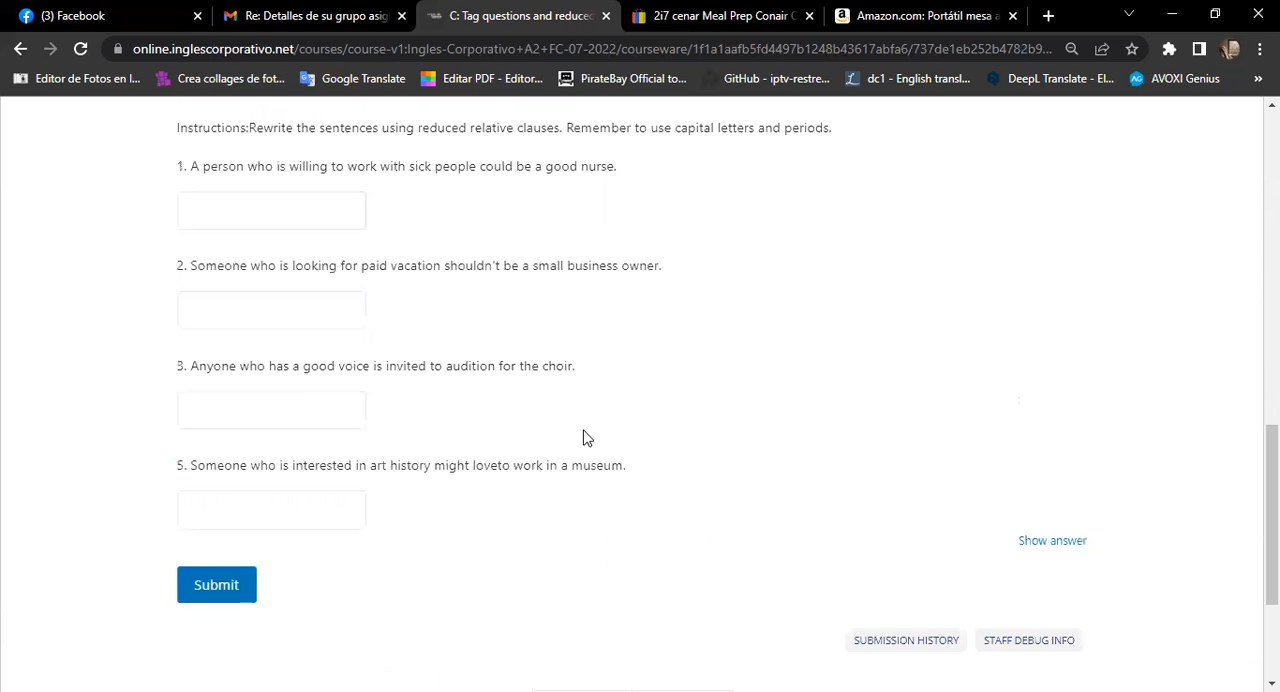 (3) Facebook
Re: Detalles de su grupo asig
C: Tag questions and reduced
2i7 cenar Meal Prep Conair C
Amazon.com: Portátil mesa a
online.inglescorporativo.net/courses/course-v1:Ingles-Corporativo+A2+FC-07-2022/courseware/1f1a1aafb5fd4497b1248b43617abfa6/737de1eb252b4782b9...
Editor de Fotos en l... Crea collages de fot... Google Translate Editar PDF - Editor... PirateBay Official to... GitHub - iptv-restre... dc1 - English transl... DeepL Translate - El... AVOXI Genius »
Instructions:Rewrite the sentences using reduced relative clauses. Remember to use capital letters and periods.
1. A person who is willing to work with sick people could be a good nurse.
2. Someone who is looking for paid vacation shouldn't be a small business owner.
8. Anyone who has a good voice is invited to audition for the choir.
5. Someone who is interested in art history might loveto work in a museum.
Show answer
Submit
SUBMISSION HISTORY STAFF DEBUG INFO